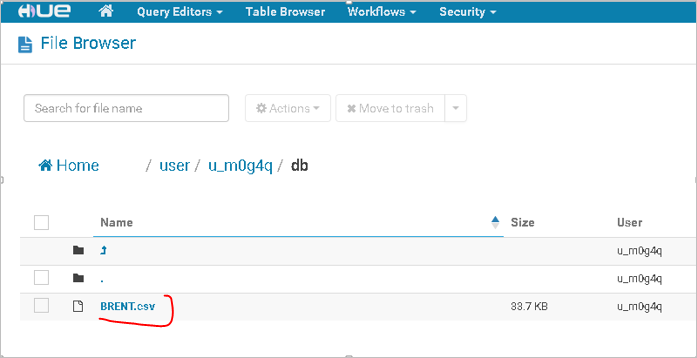 HUE Query Editors Table Browser Workflows Security
File Browser
Search for file name Actions Move to trash
Home / user / u_m0g4q / db
Name Size User
u_m0g4q
. u_m0g4q
BRENT.csv 33.7 KB u_m0g4q